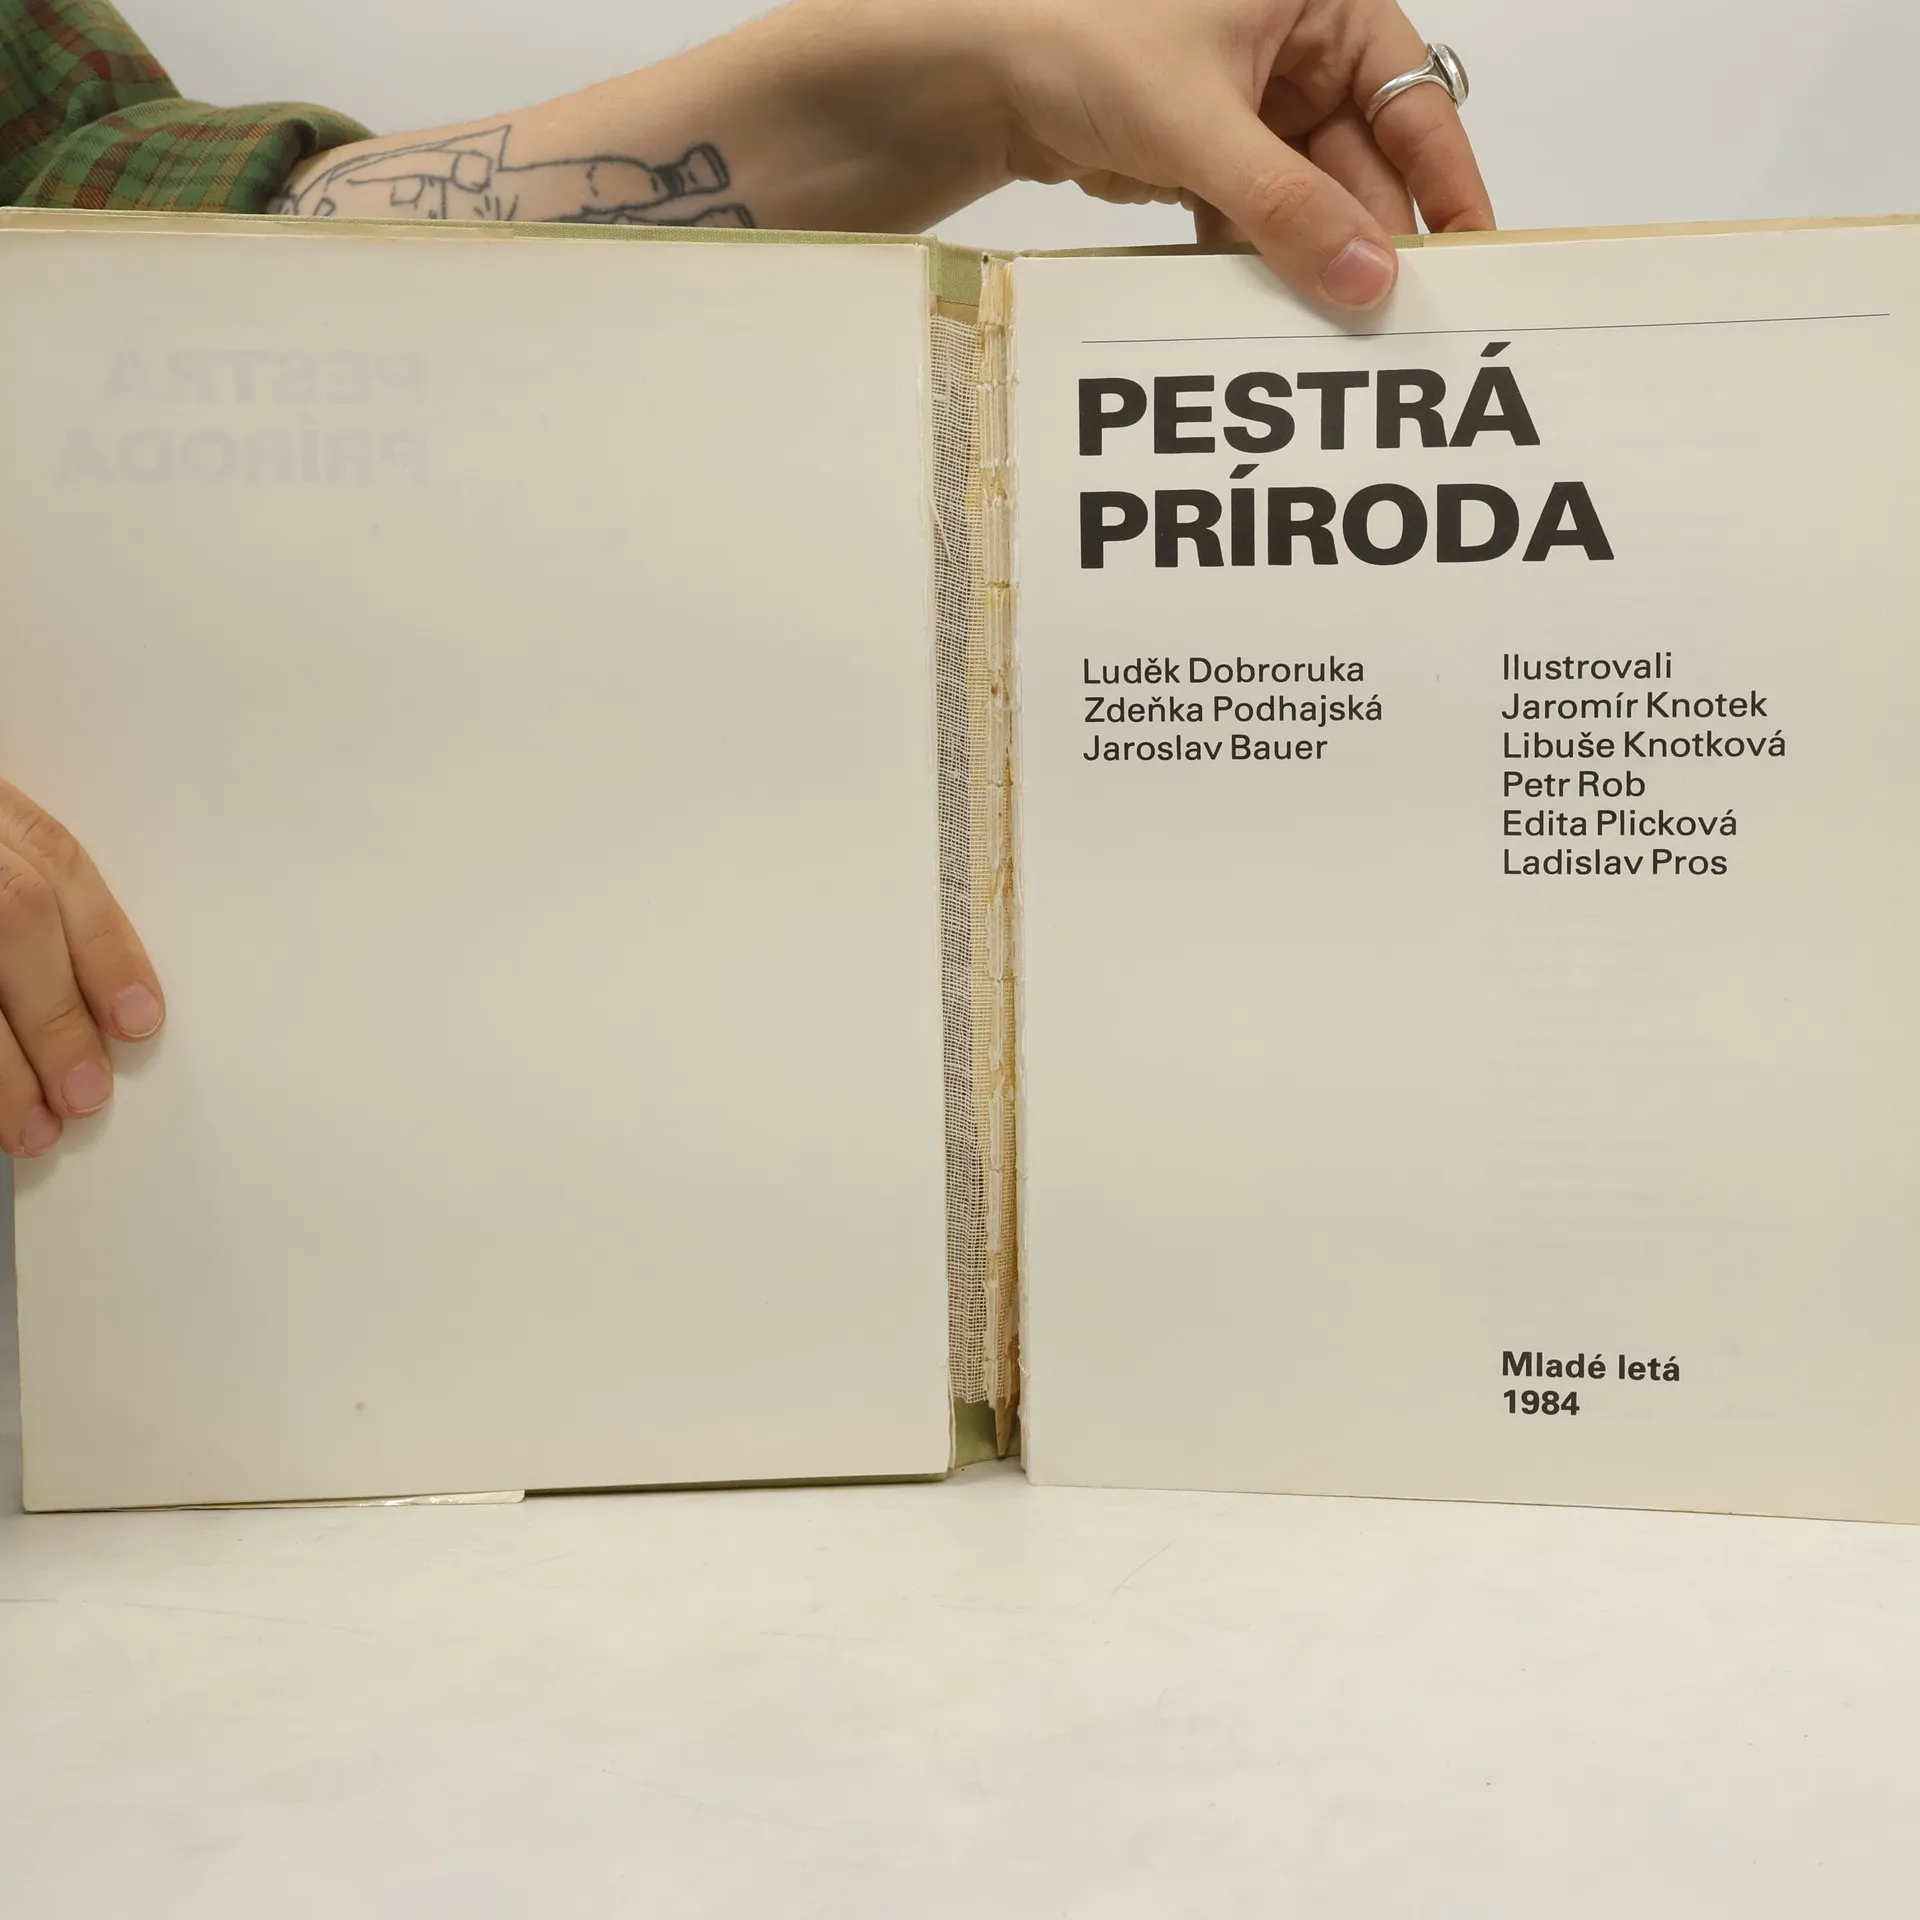 PESTRÁ
PRÍRODA
Luděk Dobroruka
Zdeňka Podhajská
Jaroslav Bauer
Ilustrovali
Jaromír Knotek
Libuše Knotková
Petr Rob
Edita Plicková
Ladislav Pros
Mladé letá
1984